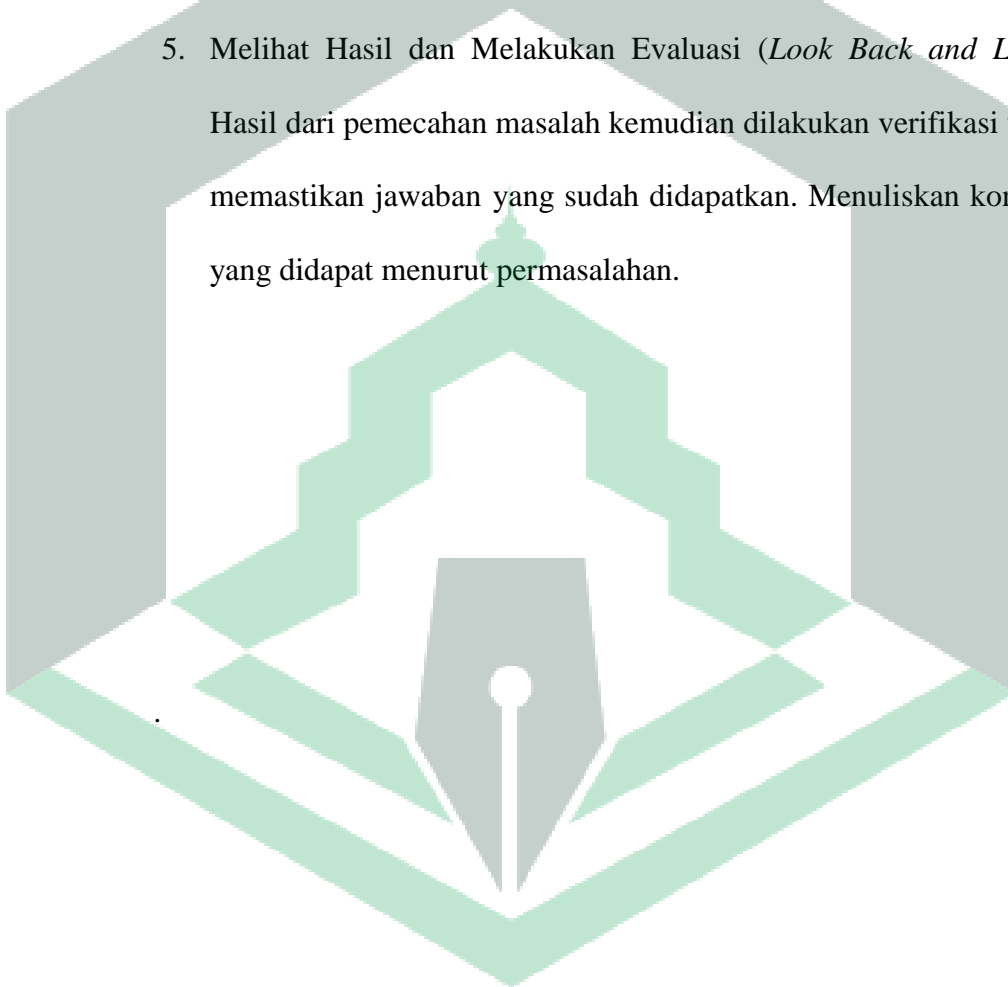 5. Melihat Hasil dan Melakukan Evaluasi (Look Back and
Hasil dari pemecahan masalah kemudian dilakukan verifikasi
memastikan jawaban yang sudah didapatkan. Menuliskan
yang didapat menurut permasalahan.
.